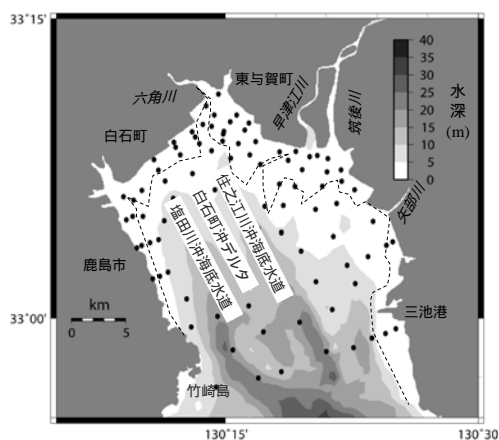 33°15'
33°00'
130°15'
130°30'
東与賀町
六角川
白石町
早津江川
筑後川
矢部川
住之江川沖海底水道
白石町沖デルタ
塩田川沖海底水道
鹿島市
三池港
竹崎島
km
0 5
40
35
30
25
20
15
10
5
0
水深
(m)